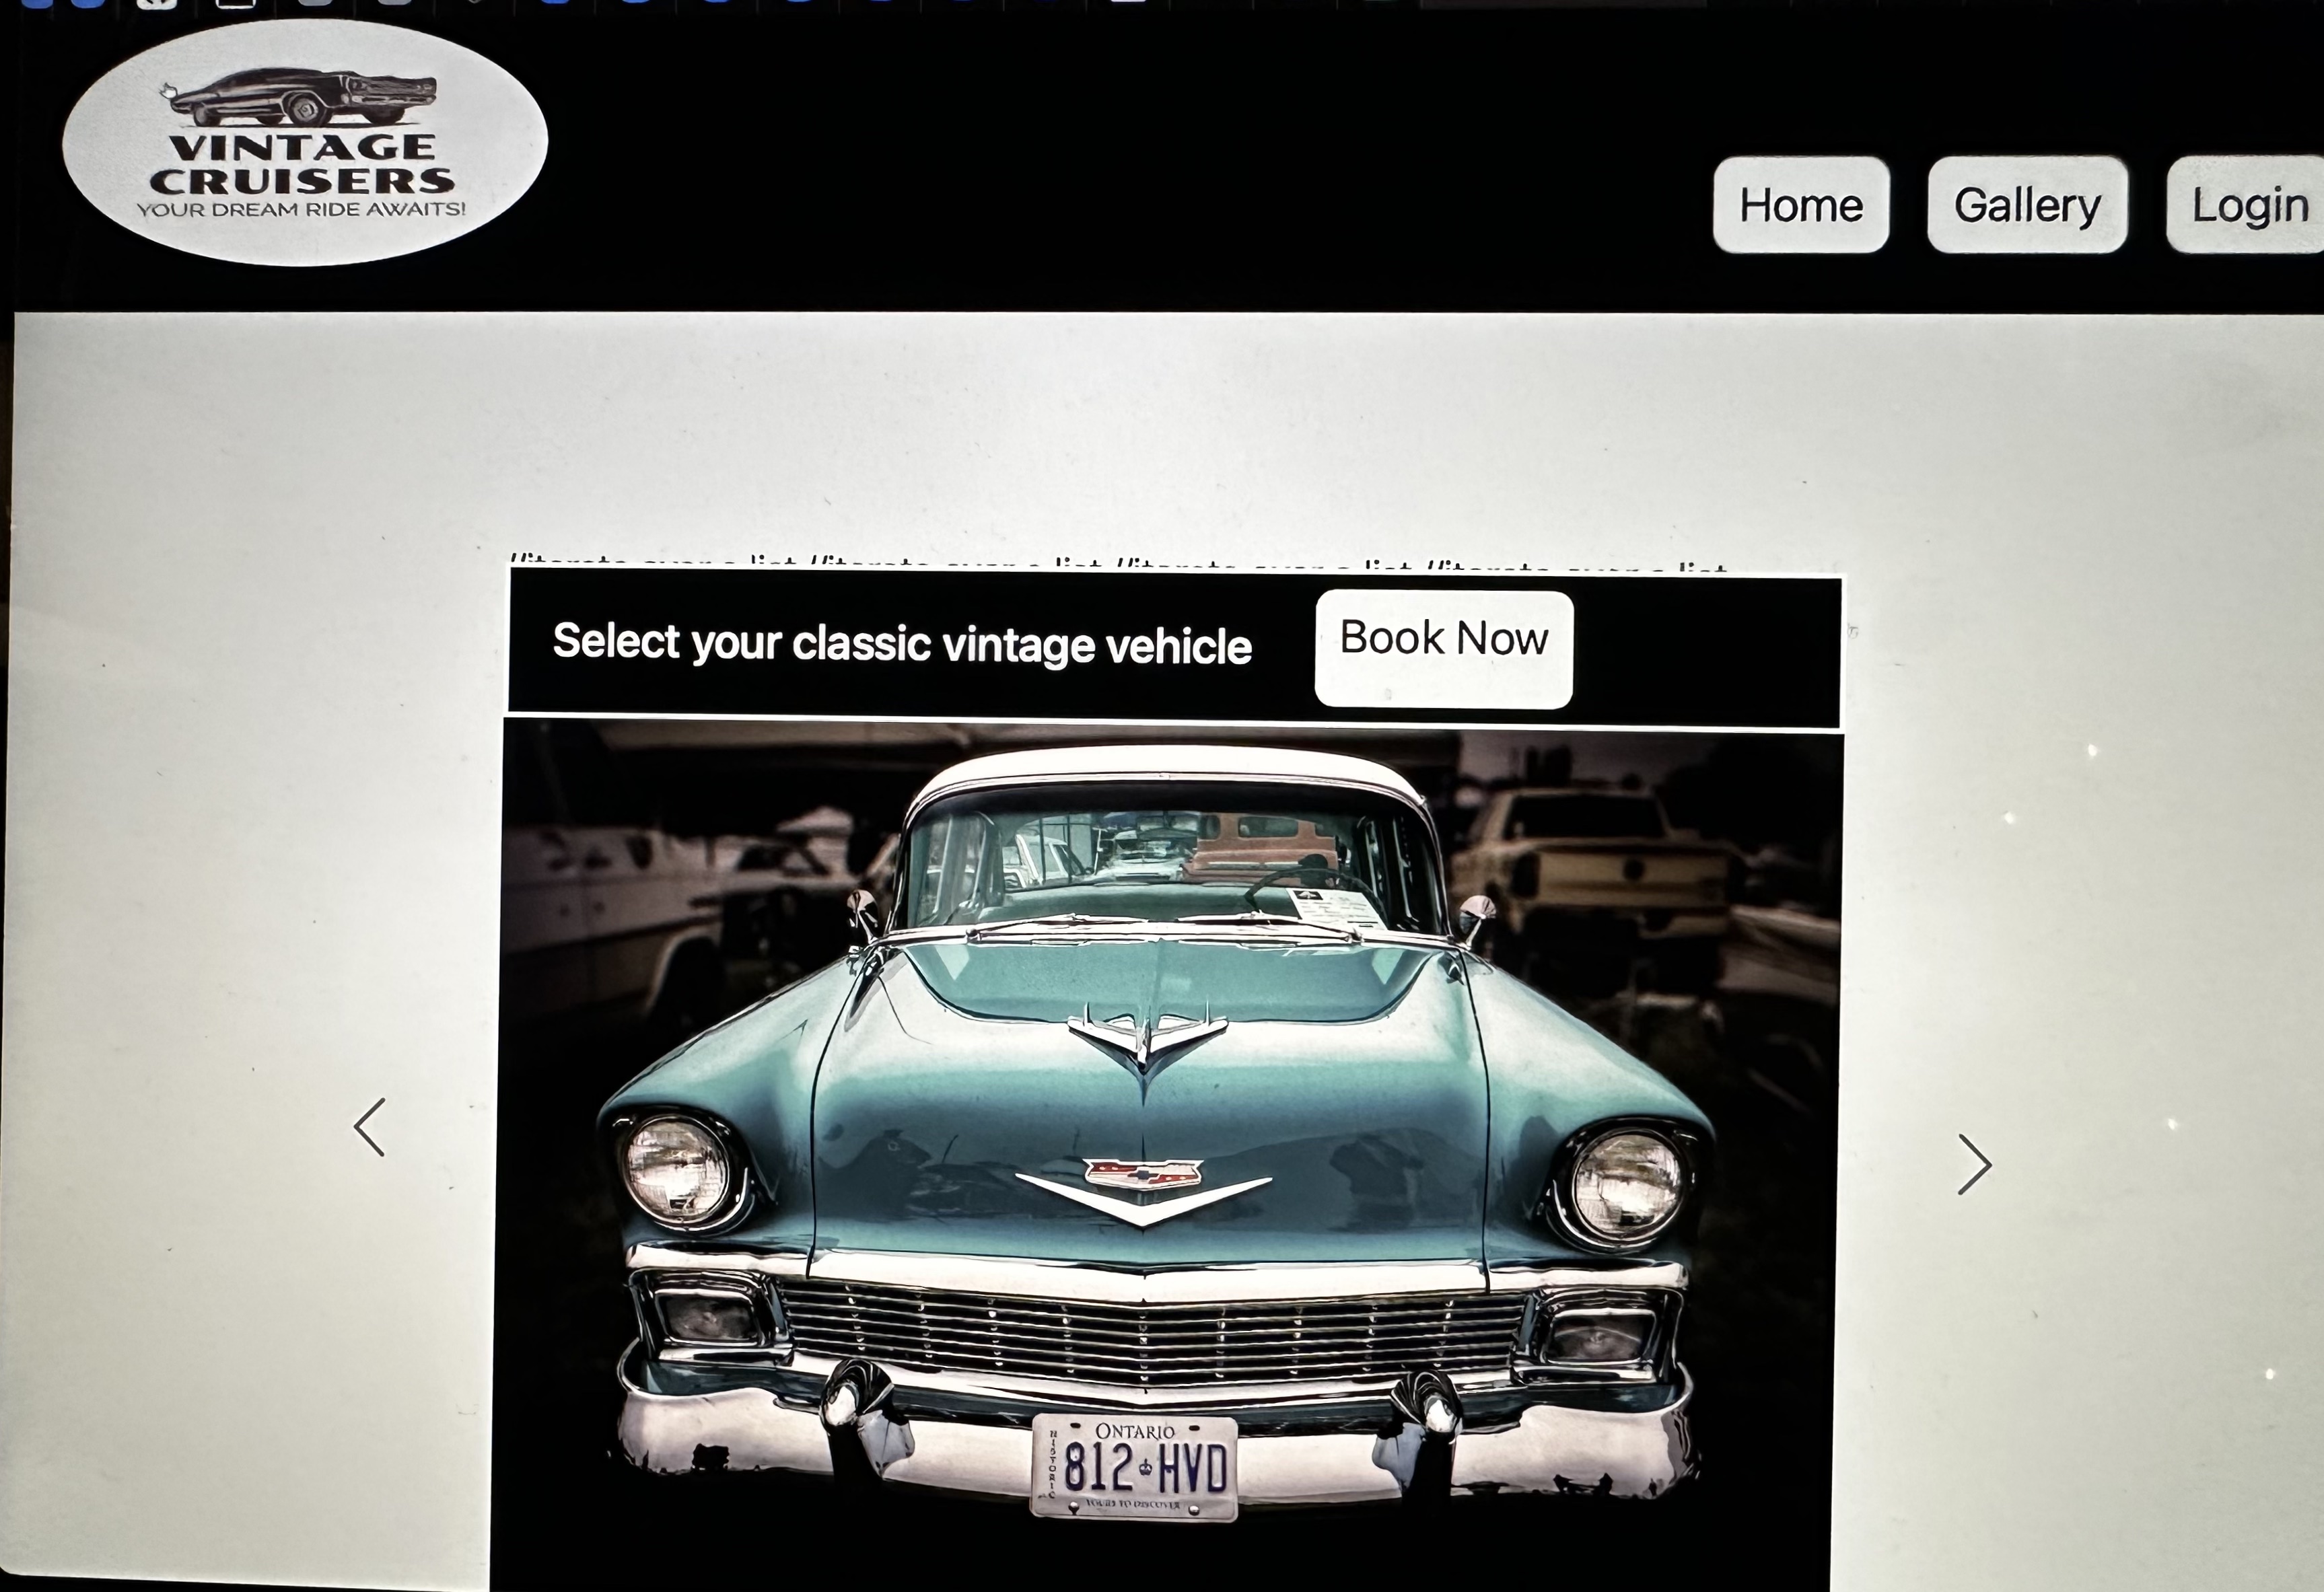 VINTAGE
CRUISERS
YOUR DREAM RIDE AWAITS!
Home
Gallery
Login
//iterate over a list //iterate over a list //iterate over a list //iterate over a list
Select your classic vintage vehicle
Book Now
ONTARIO
HISTORIC
812 HVD
YOURS TO DISCOVER